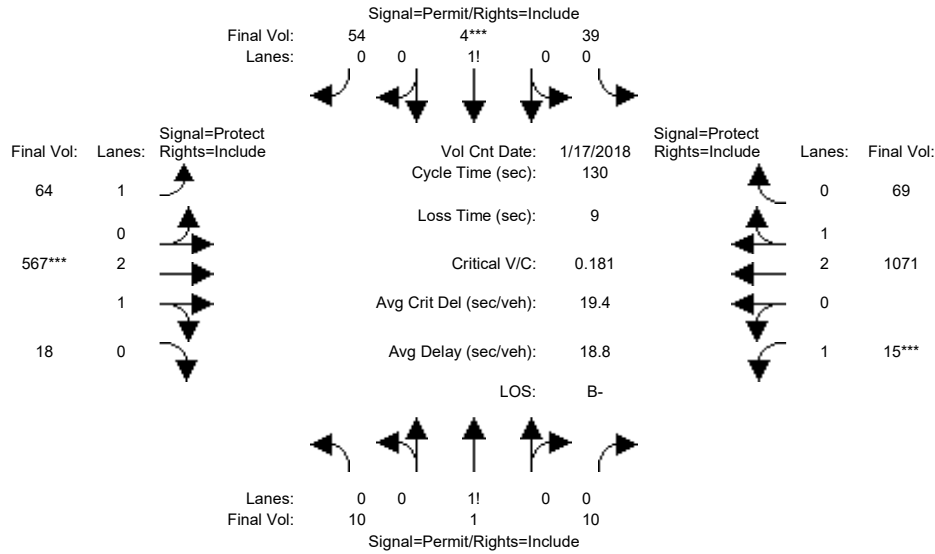 Signal=Permit/Rights=Include
Final Vol: 54 4*** 39
Lanes: 0 0 1! 0 0
Signal=Protect Signal=Protect
Final Vol: Lanes: Rights=Include Vol Cnt Date: 1/17/2018 Rights=Include Lanes: Final Vol:
Cycle Time (sec): 130
64 1 0 69
Loss Time (sec): 9
0 1
567*** 2 Critical V/C: 0.181 2 1071
1 Avg Crit Del (sec/veh): 19.4 0
18 0 Avg Delay (sec/veh): 18.8 1 15***
LOS: B-
Lanes: 0 0 1! 0 0
Final Vol: 10 1 10
Signal=Permit/Rights=Include